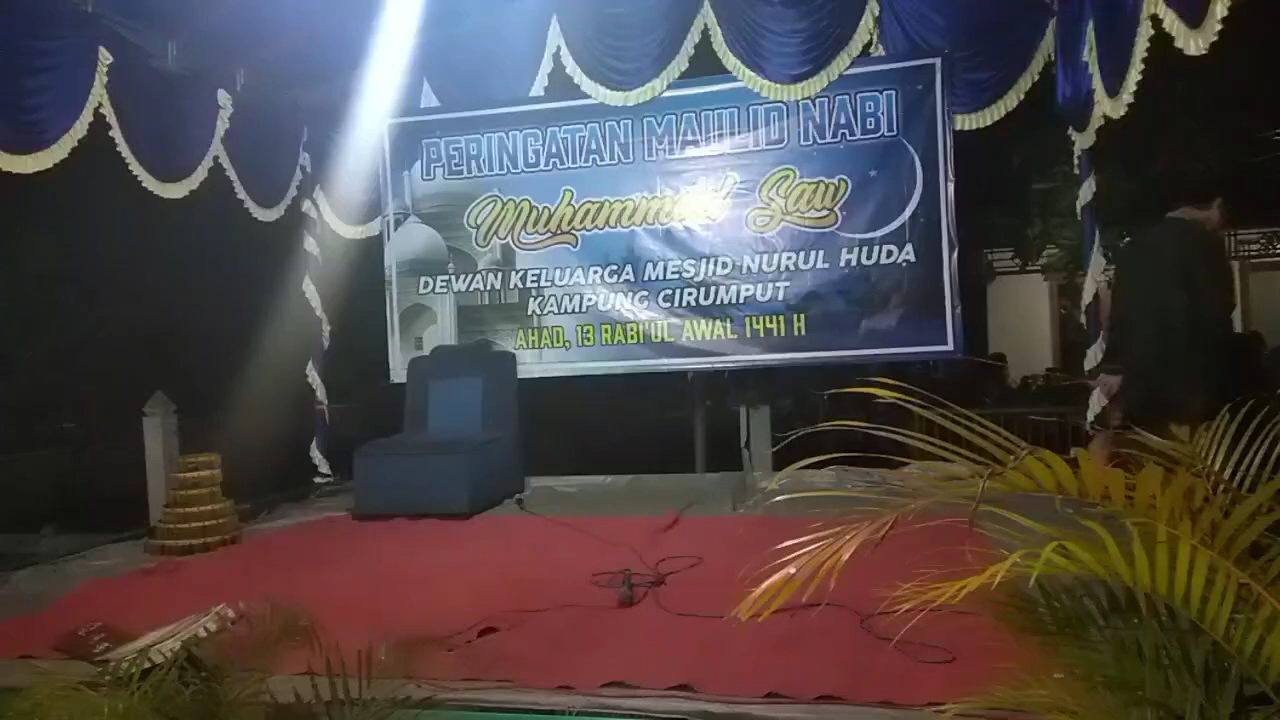 PERINGATAN MAULID NABI
Muhammad Saw
DEWAN KELUARGA MESJID NURUL HUDA
KAMPUNG CIRUMPUT
AHAD, 13 RABI'UL AWAL 1441 H